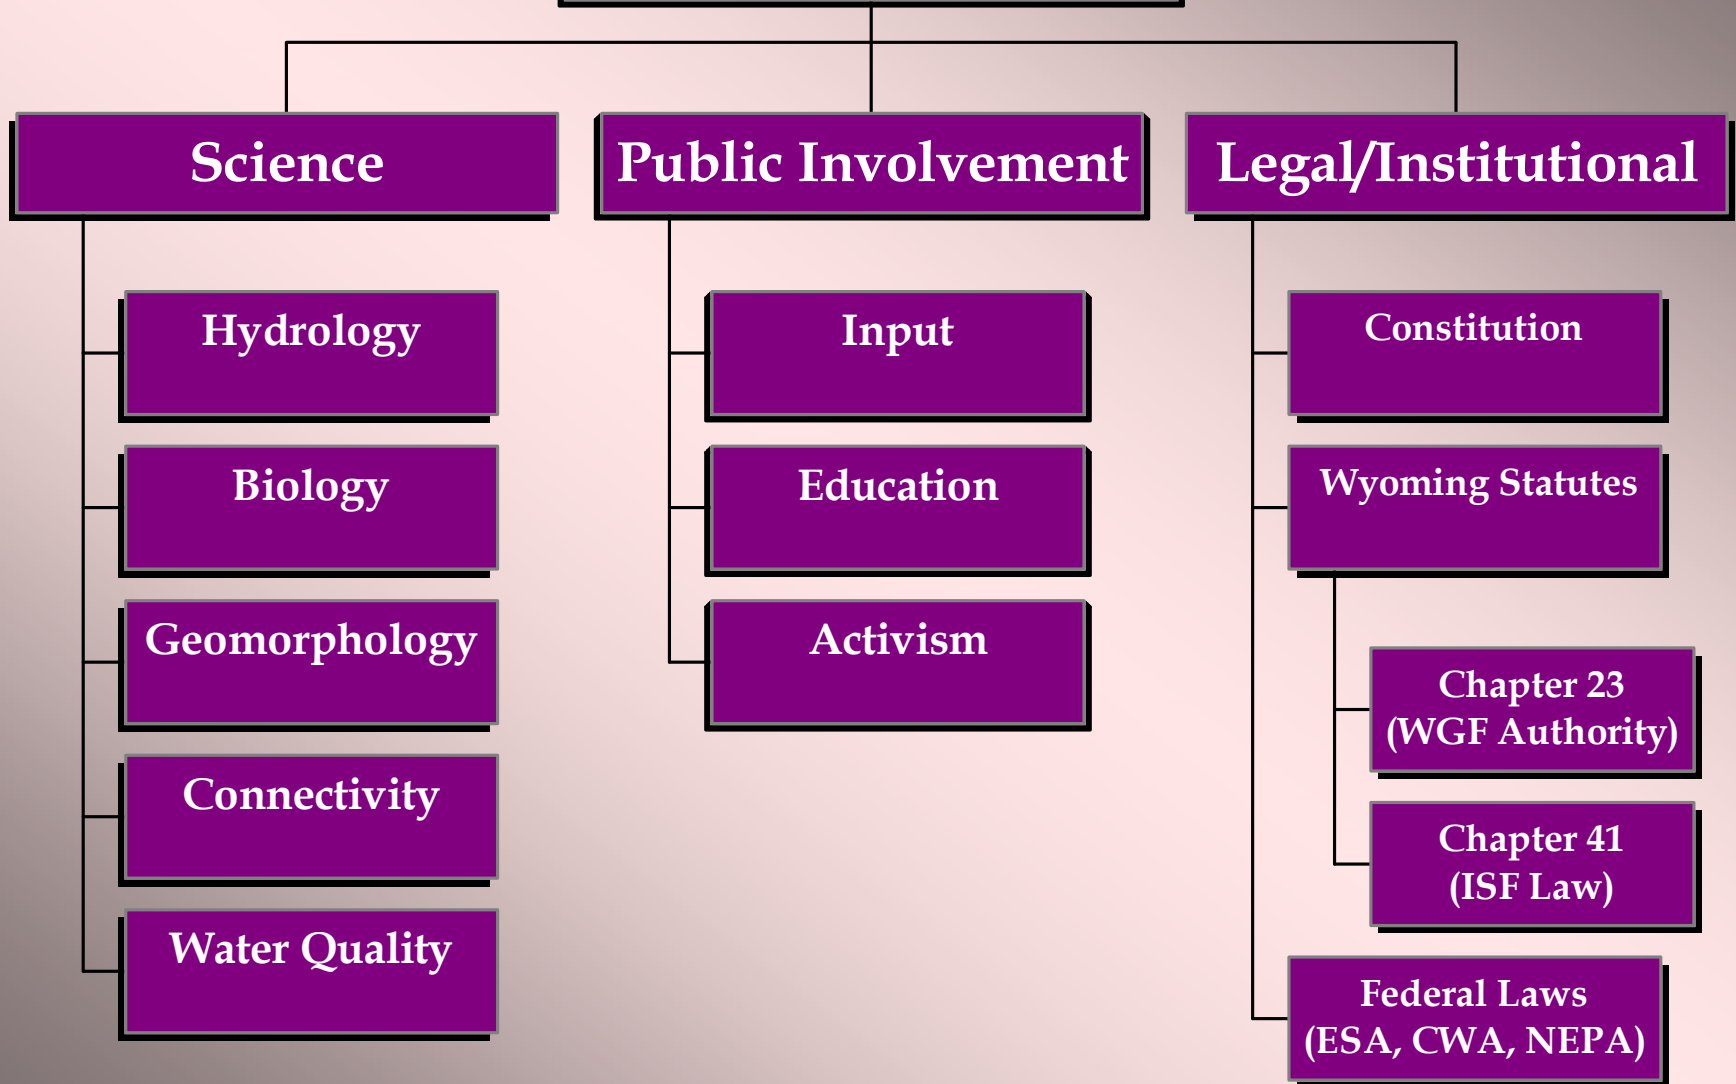 Science
Public Involvement
Legal/Institutional
Hydrology
Biology
Geomorphology
Connectivity
Water Quality
Input
Education
Activism
Constitution
Wyoming Statutes
Chapter 23
(WGF Authority)
Chapter 41
(ISF Law)
Federal Laws
(ESA, CWA, NEPA)